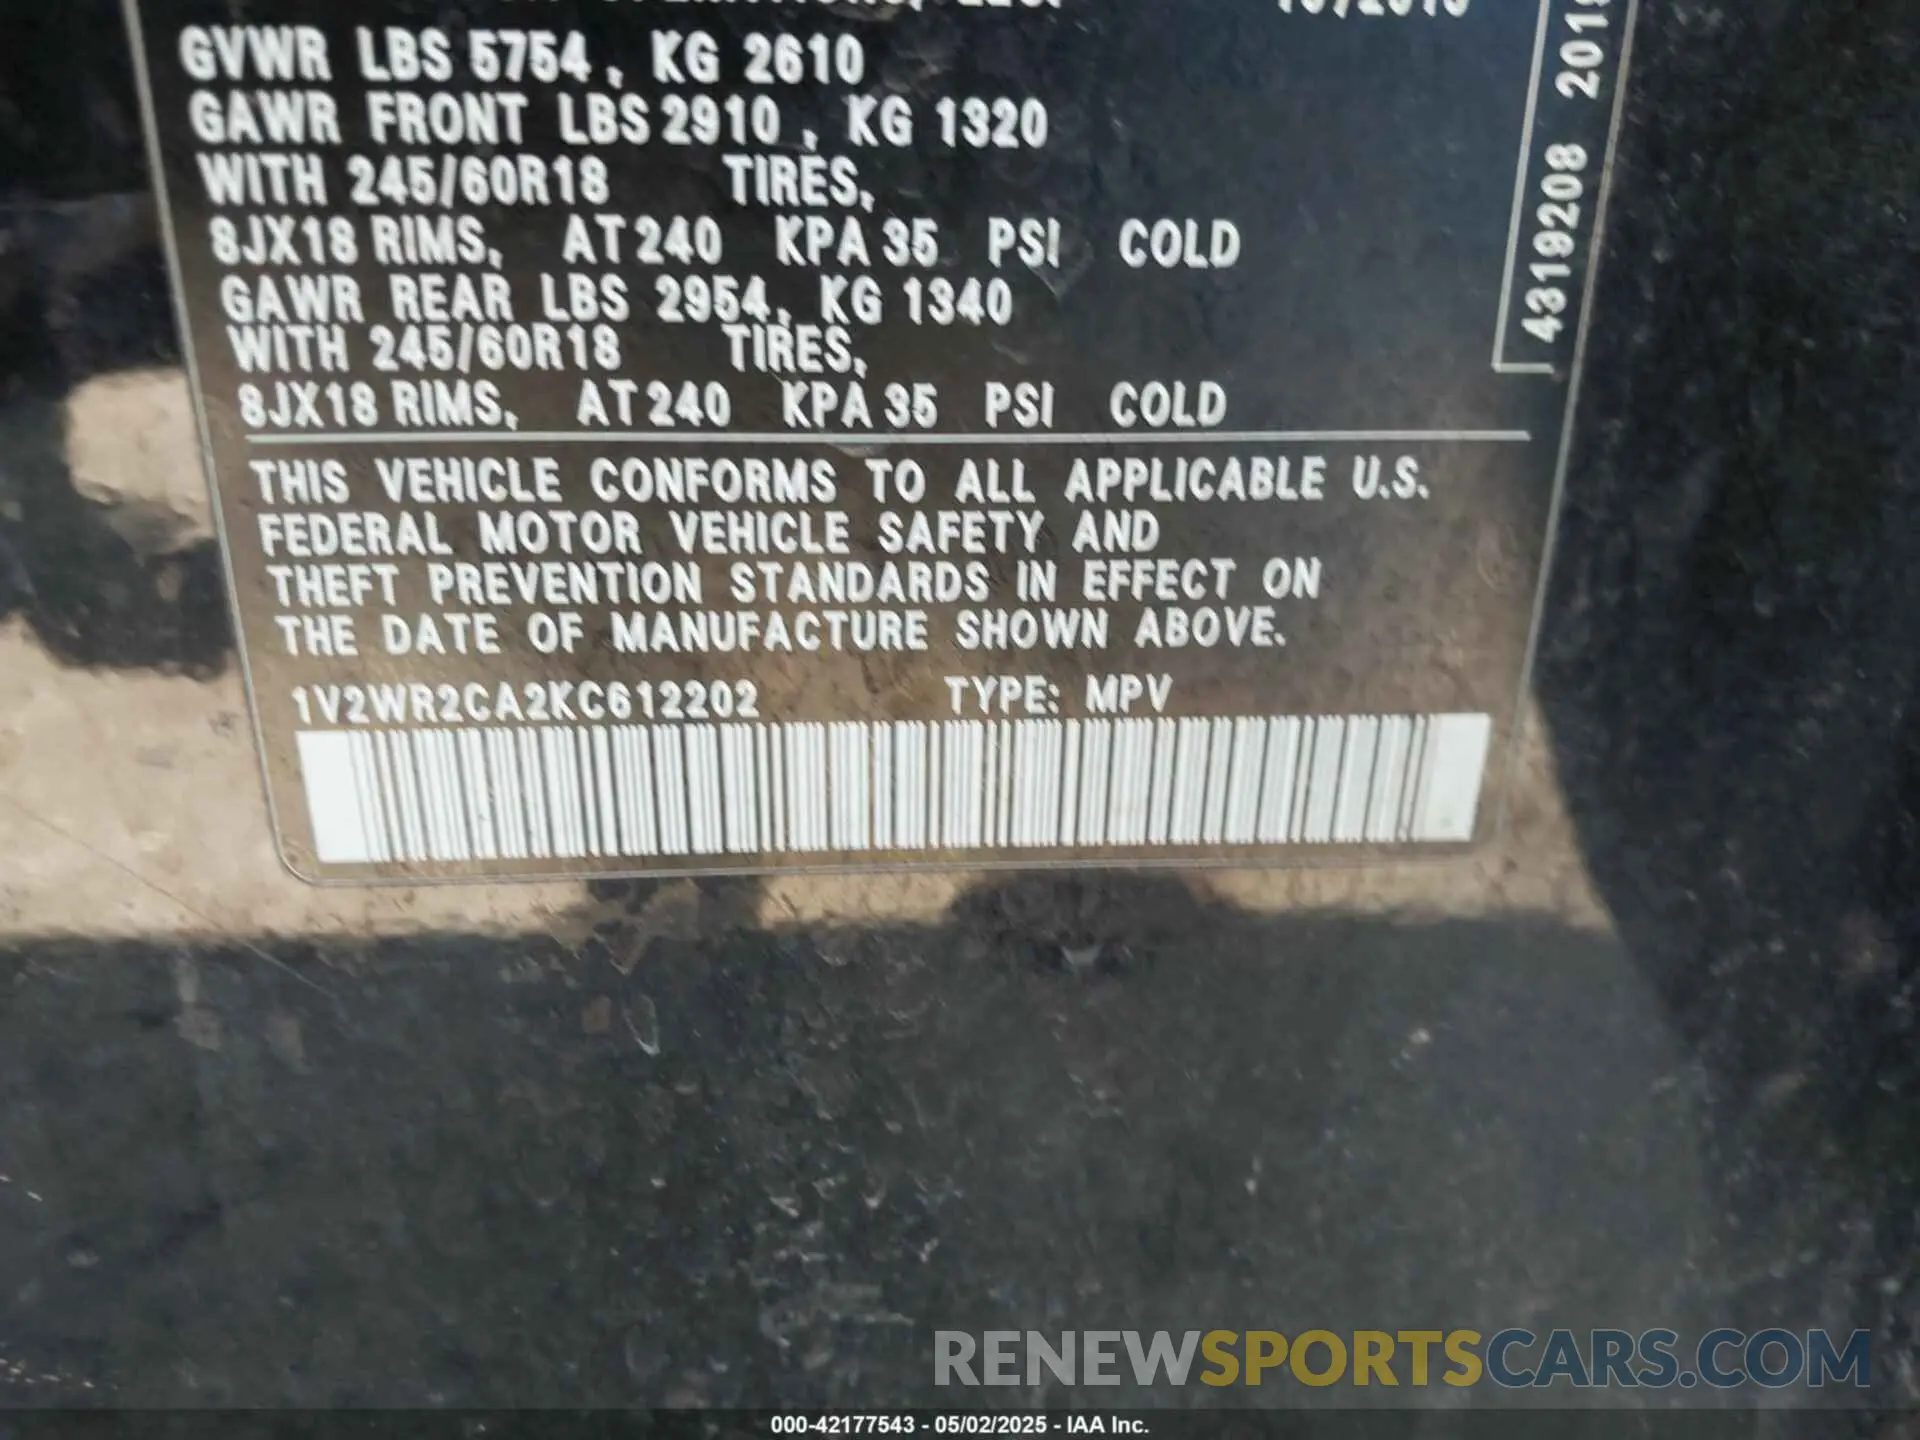 GVWR LBS 5754, KG 2610
GAWR FRONT LBS 2910, KG 1320
WITH 245/60R18 TIRES,
8JX18 RIMS, AT 240 KPA 35 PSI COLD
GAWR REAR LBS 2954, KG 1340
WITH 245/60R18 TIRES,
8JX18 RIMS, AT 240 KPA 35 PSI COLD
THIS VEHICLE CONFORMS TO ALL APPLICABLE U.S.
FEDERAL MOTOR VEHICLE SAFETY AND
THEFT PREVENTION STANDARDS IN EFFECT ON
THE DATE OF MANUFACTURE SHOWN ABOVE.
1V2WR2CA2KC612202 TYPE: MPV
4319208
RENEWSPORTSCARS.COM
000-42177543 - 05/02/2025 - IAA Inc.